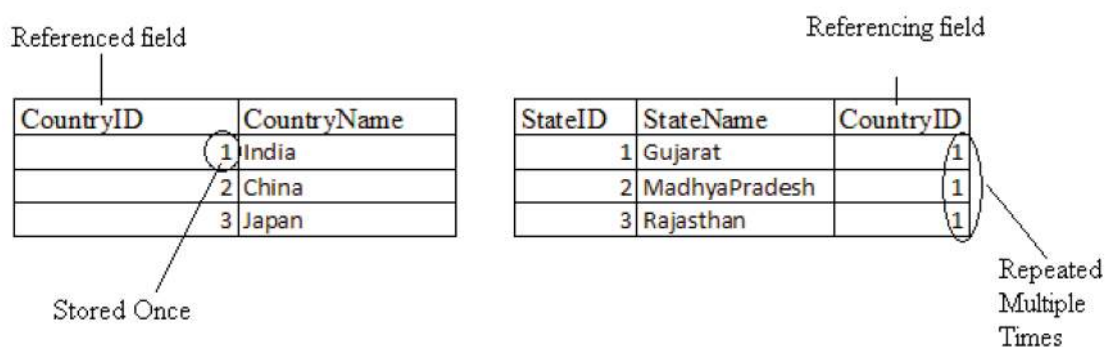 Referenced field
Referencing field
CountryID CountryName
1 India
2 China
3 Japan
StateID StateName CountryID
1 Gujarat 1
2 MadhyaPradesh 1
3 Rajasthan 1
Stored Once
Repeated
Multiple
Times